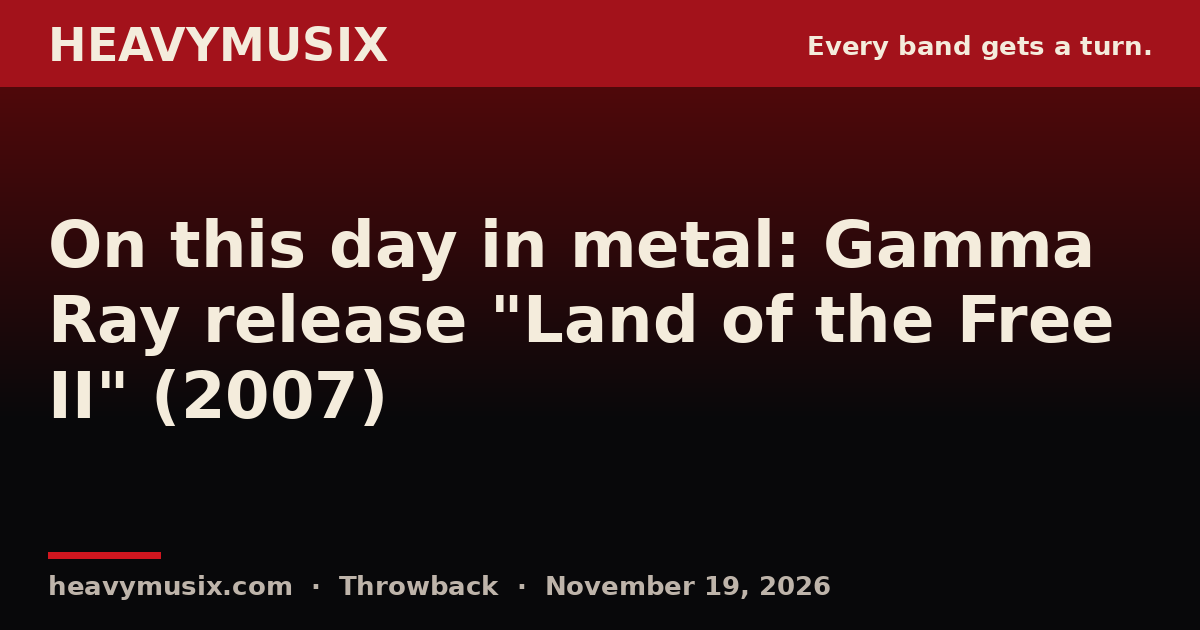 HEAVYMUSIX
Every band gets a turn.
On this day in metal: Gamma
Ray release "Land of the Free
II" (2007)
heavymusix.com · Throwback · November 19, 2026